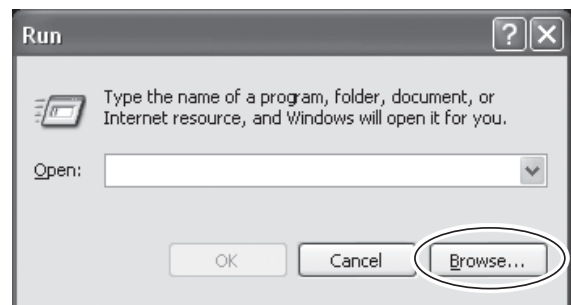 Run
Type the name of a program, folder, document, or
Internet resource, and Windows will open it for you.
Open:
OK Cancel Browse...